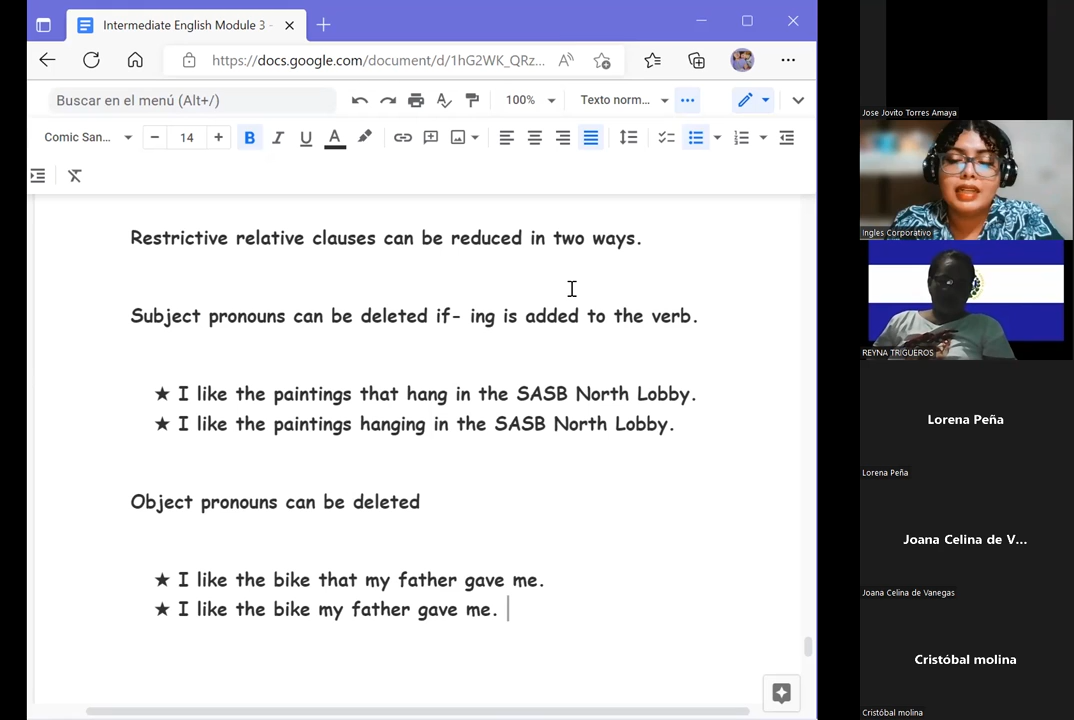 Intermediate English Module 3 -
https://docs.google.com/document/d/1hG2WK_QRz...
Buscar en el menú (Alt+/)
100%
Texto norm...
Comic San...
14
B
I
U
A
Restrictive relative clauses can be reduced in two ways.
Subject pronouns can be deleted if- ing is added to the verb.
★ I like the paintings that hang in the SASB North Lobby.
★ I like the paintings hanging in the SASB North Lobby.
Object pronouns can be deleted
★ I like the bike that my father gave me.
★ I like the bike my father gave me.
Jose Jovito Torres Amaya
Ingles Corporativo
REYNA TRIGUEROS
Lorena Peña
Lorena Peña
Joana Celina de V...
Joana Celina de Vanegas
Cristóbal molina
Cristóbal molina